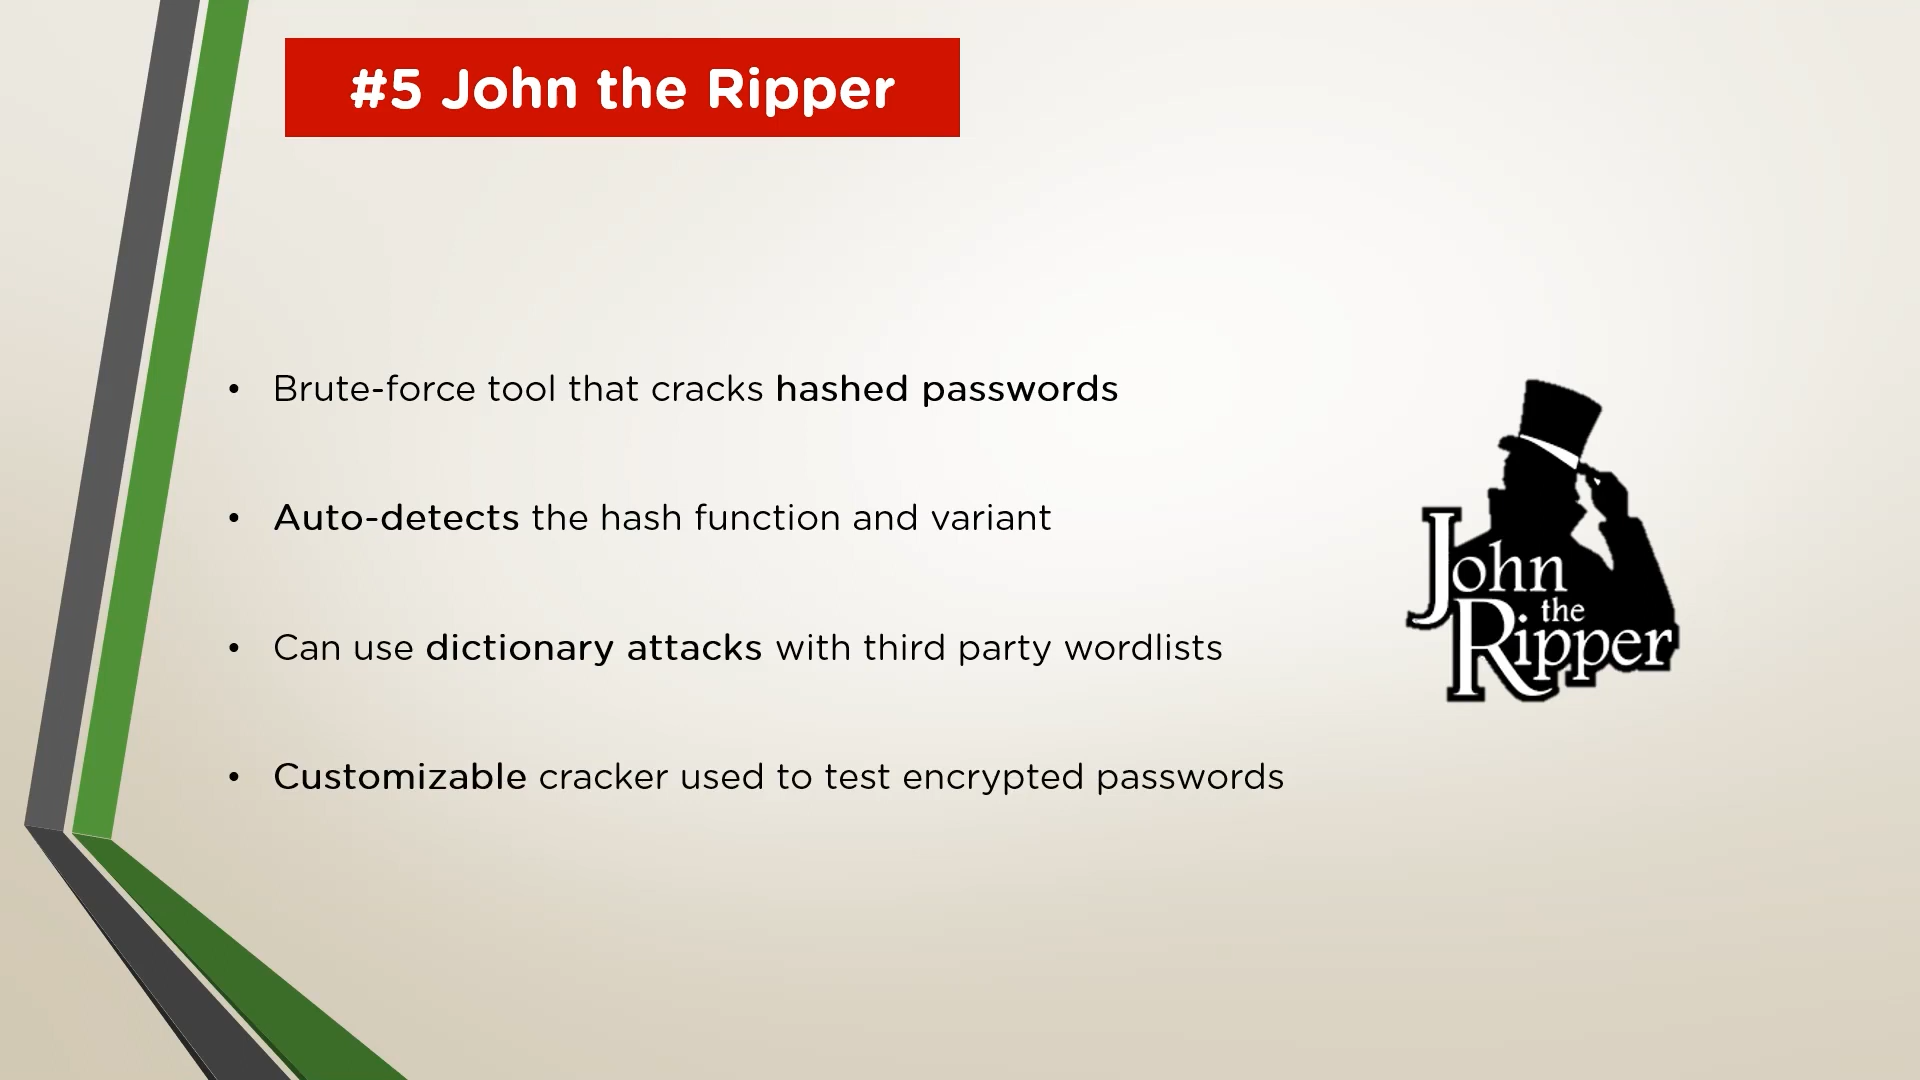 #5 John the Ripper
• Brute-force tool that cracks hashed passwords
• Auto-detects the hash function and variant
• Can use dictionary attacks with third party wordlists
• Customizable cracker used to test encrypted passwords
John
the
Ripper